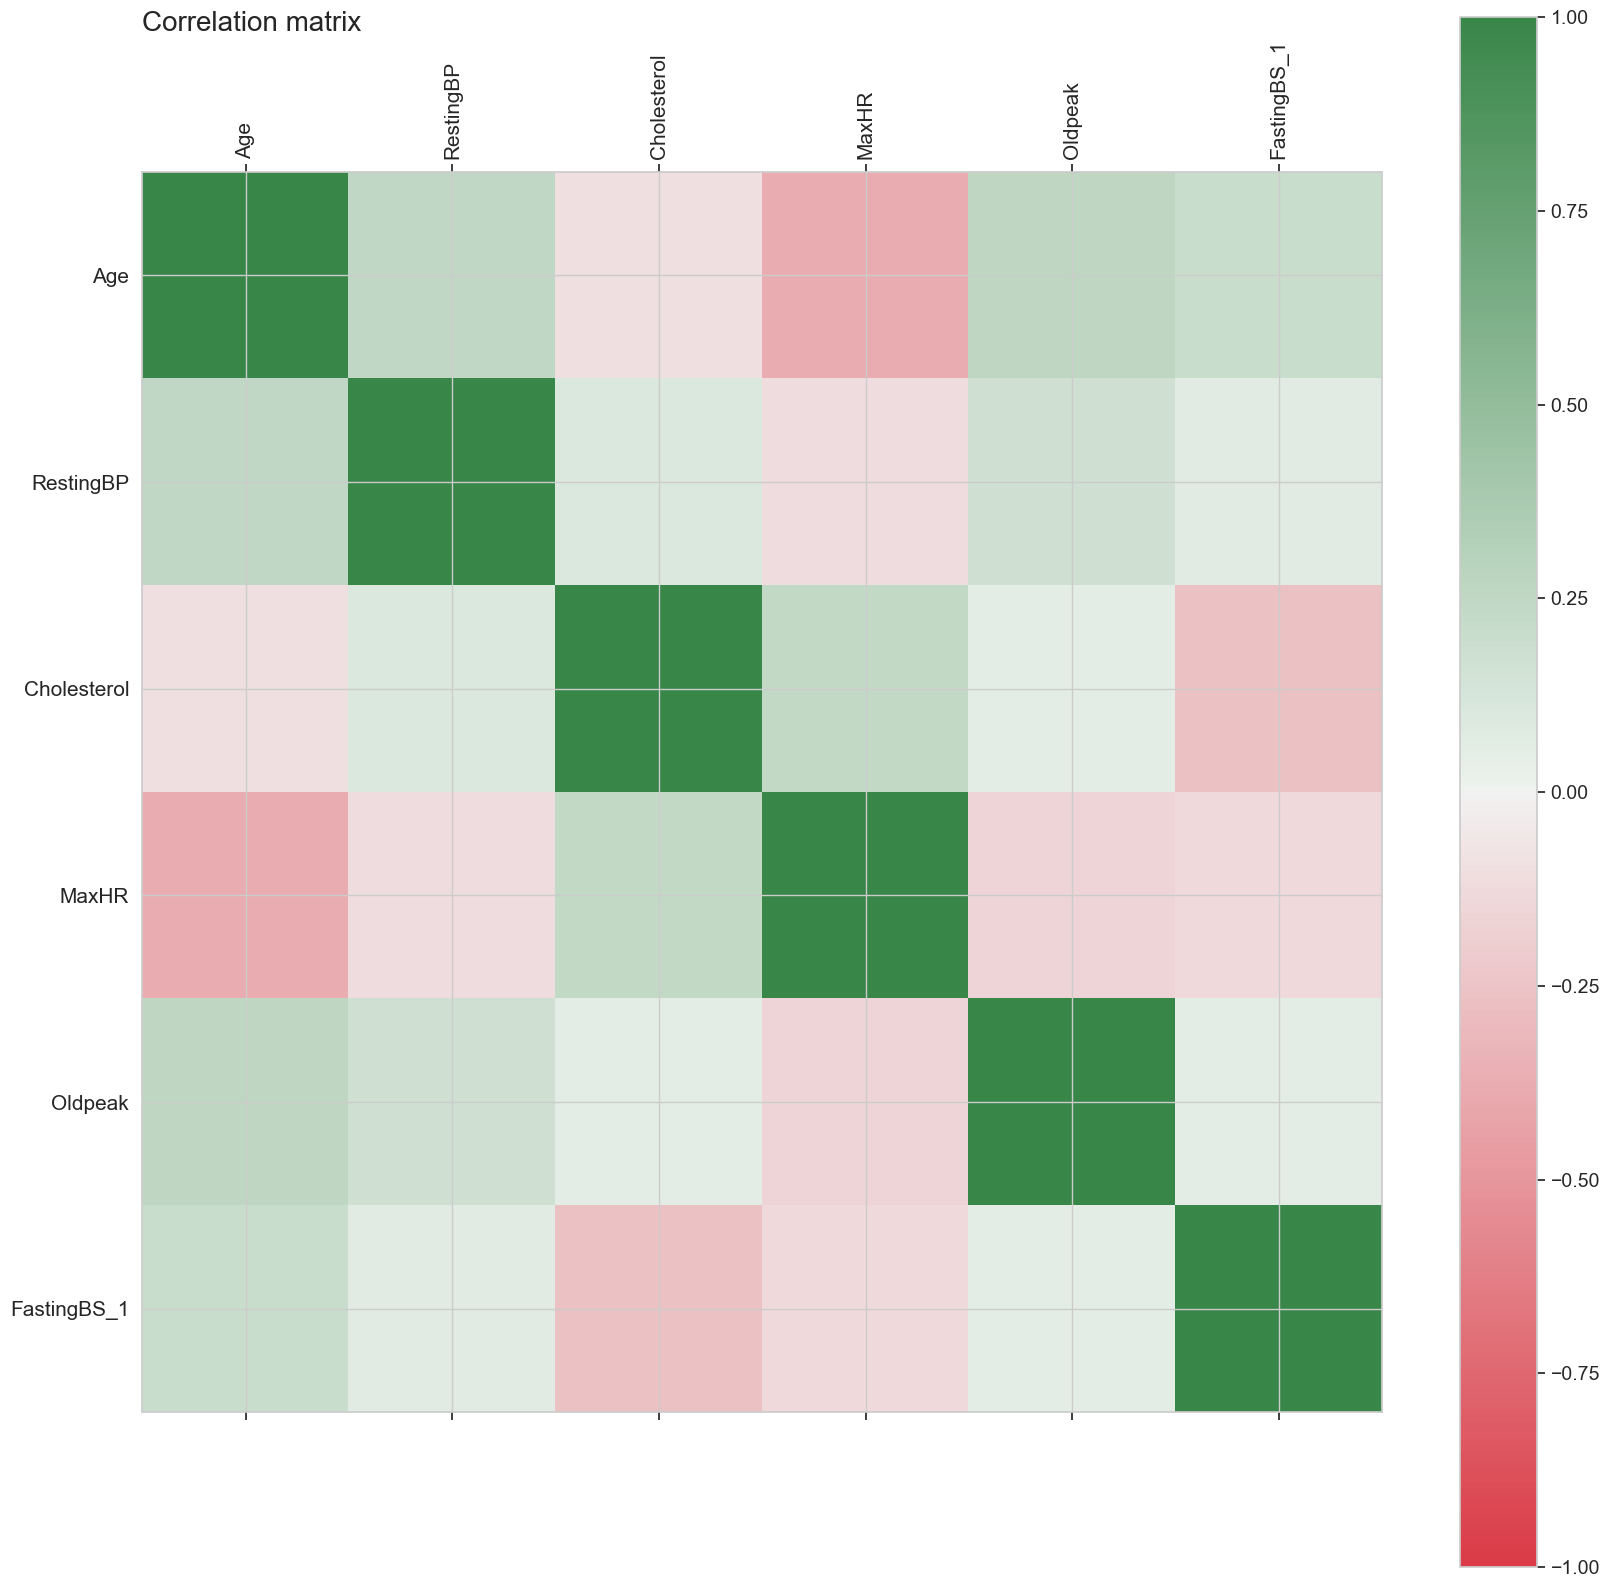 Correlation matrix
Age
RestingBP
Cholesterol
MaxHR
Oldpeak
FastingBS_1
Age
RestingBP
Cholesterol
MaxHR
Oldpeak
FastingBS_1
1.00
0.75
0.50
0.25
0.00
−0.25
−0.50
−0.75
−1.00